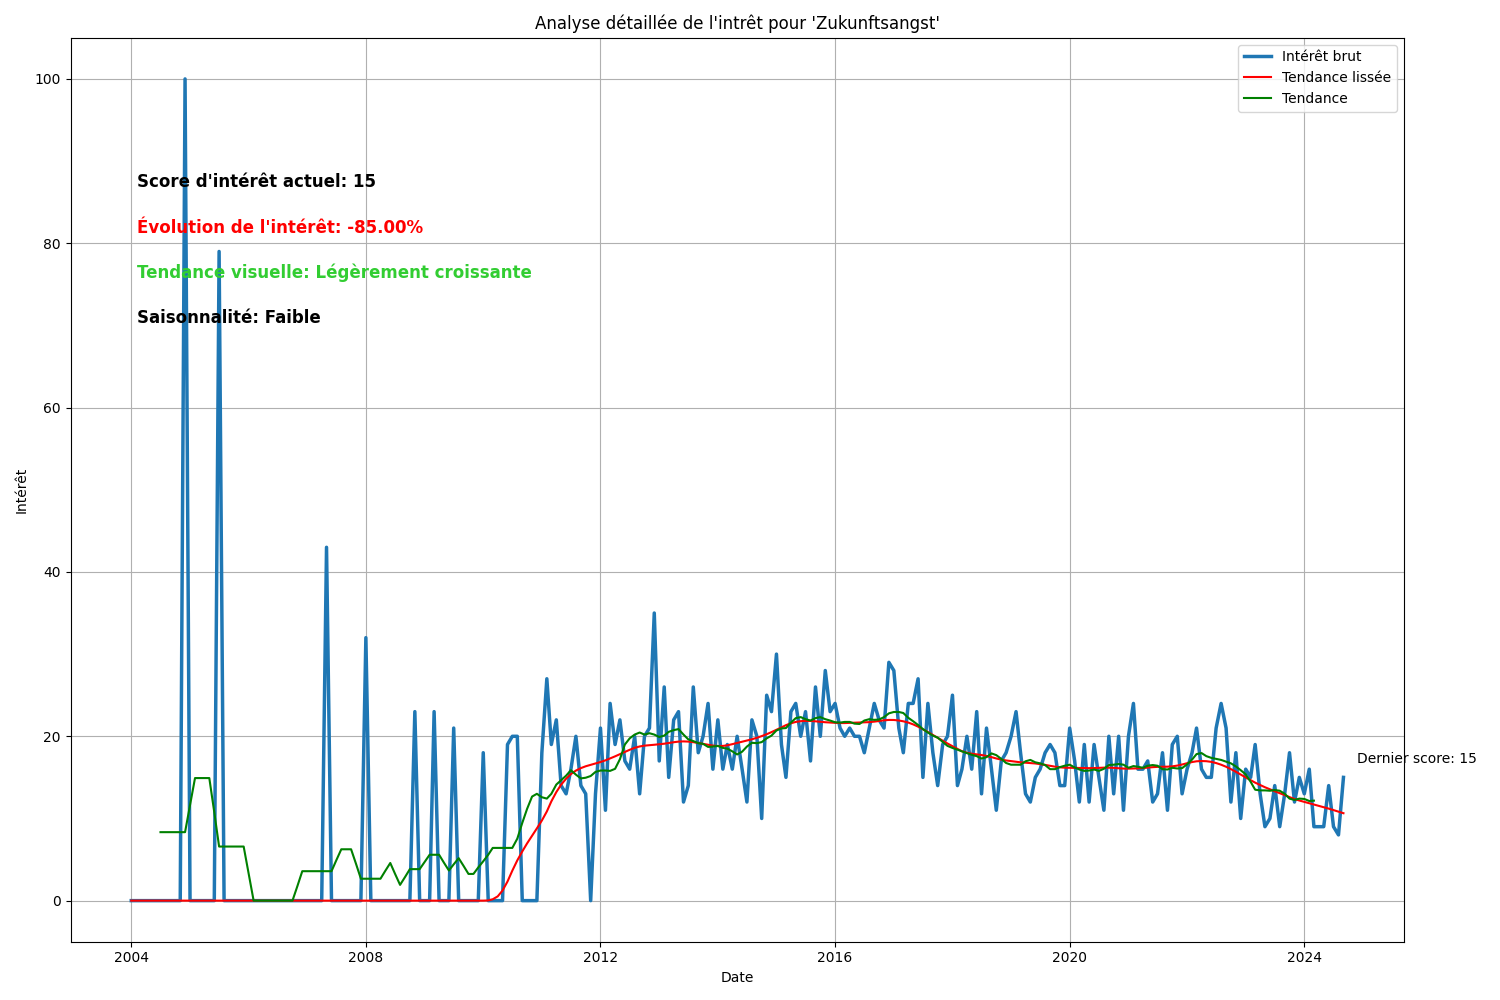 Analyse détaillée de l'intrêt pour 'Zukunftsangst'
Intérêt brut
Tendance lissée
Tendance
Score d'intérêt actuel: 15
Évolution de l'intérêt: -85.00%
Tendance visuelle: Légèrement croissante
Saisonnalité: Faible
Dernier score: 15
Intérêt
100
80
60
40
20
0
2004
2008
2012
2016
2020
2024
Date